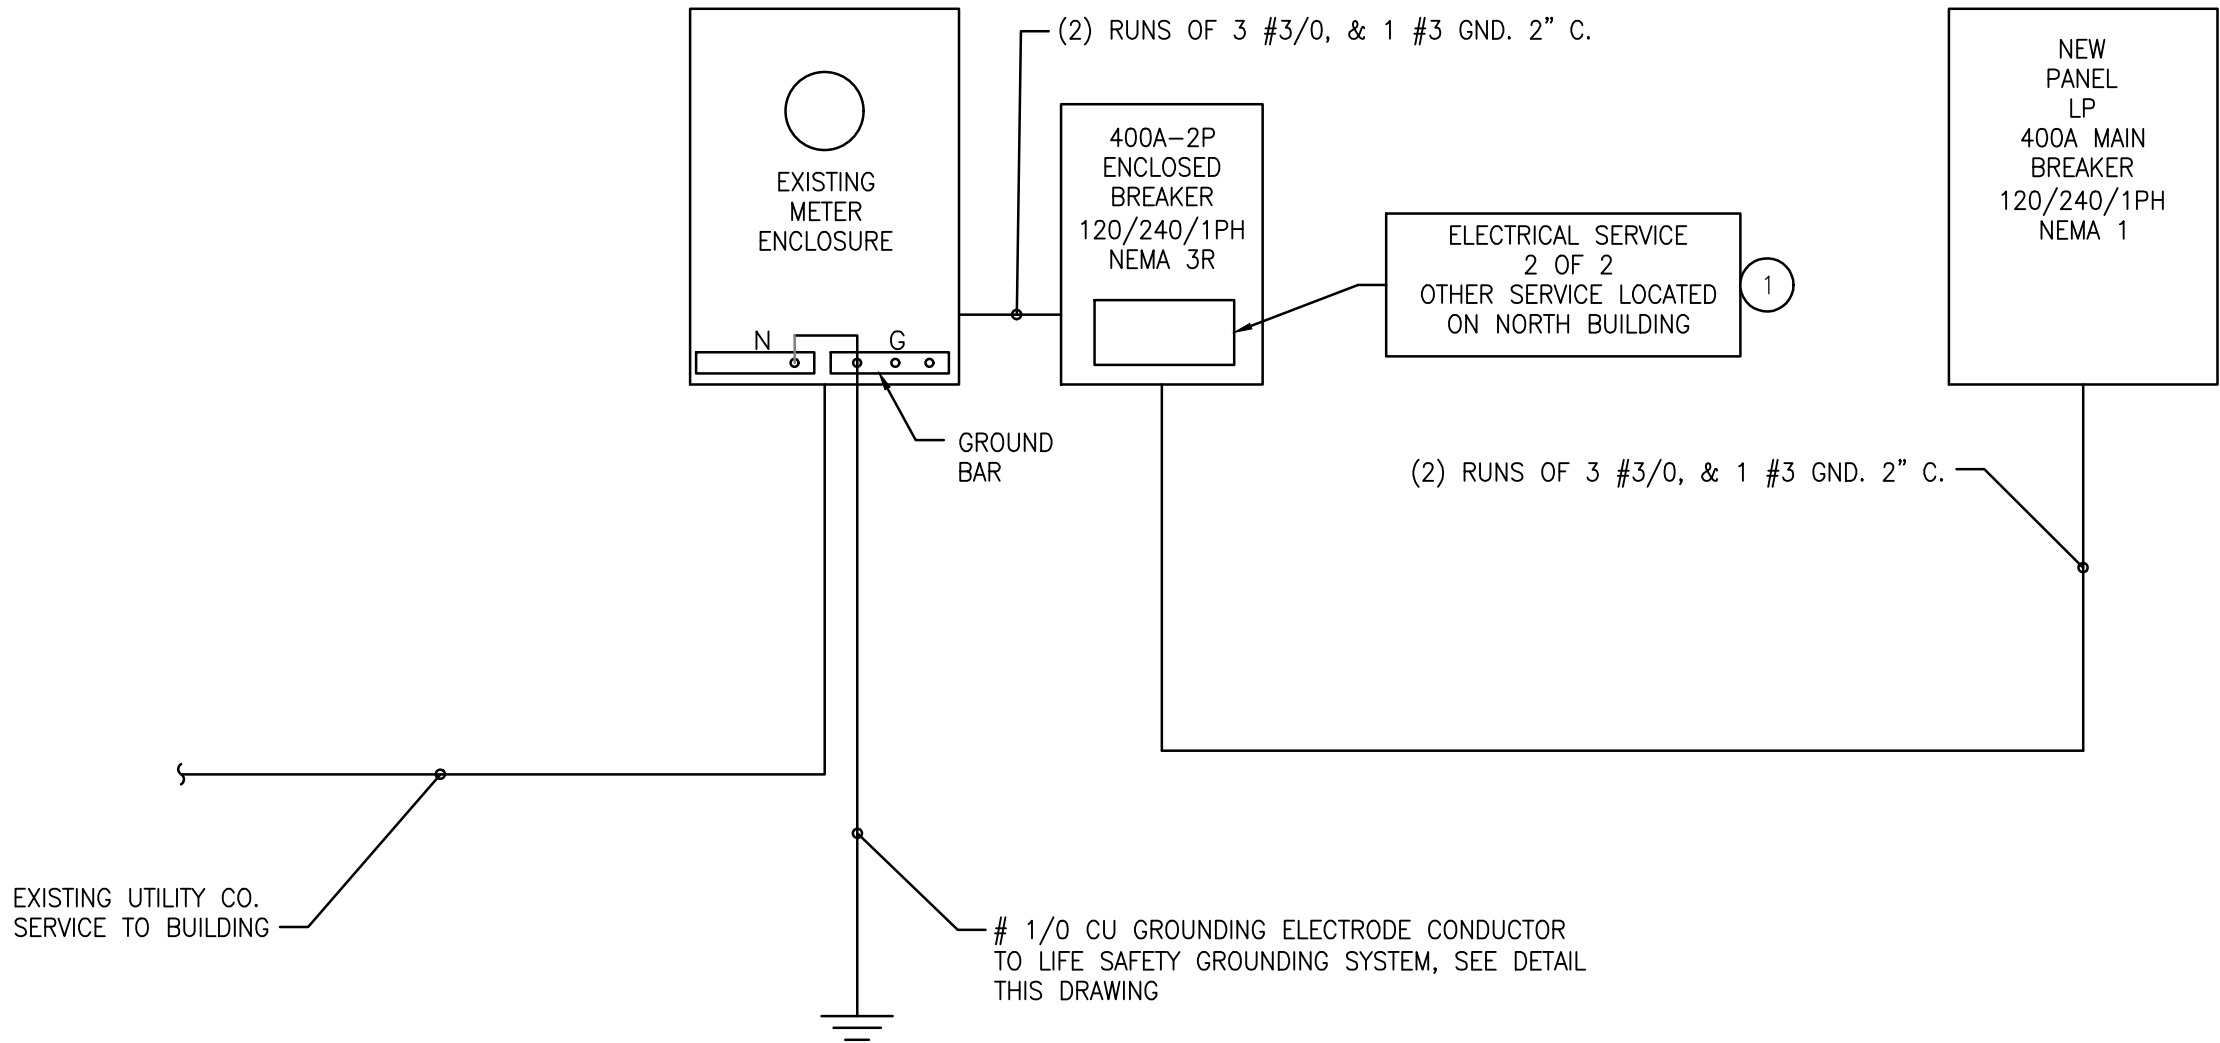 (2) RUNS OF 3 #3/0, & 1 #3 GND. 2” C.
EXISTING
METER
ENCLOSURE
N
G
400A-2P
ENCLOSED
BREAKER
120/240/1PH
NEMA 3R
ELECTRICAL SERVICE
2 OF 2
OTHER SERVICE LOCATED
ON NORTH BUILDING
1
NEW
PANEL
LP
400A MAIN
BREAKER
120/240/1PH
NEMA 1
GROUND
BAR
(2) RUNS OF 3 #3/0, & 1 #3 GND. 2” C.
EXISTING UTILITY CO.
SERVICE TO BUILDING
# 1/0 CU GROUNDING ELECTRODE CONDUCTOR
TO LIFE SAFETY GROUNDING SYSTEM, SEE DETAIL
THIS DRAWING